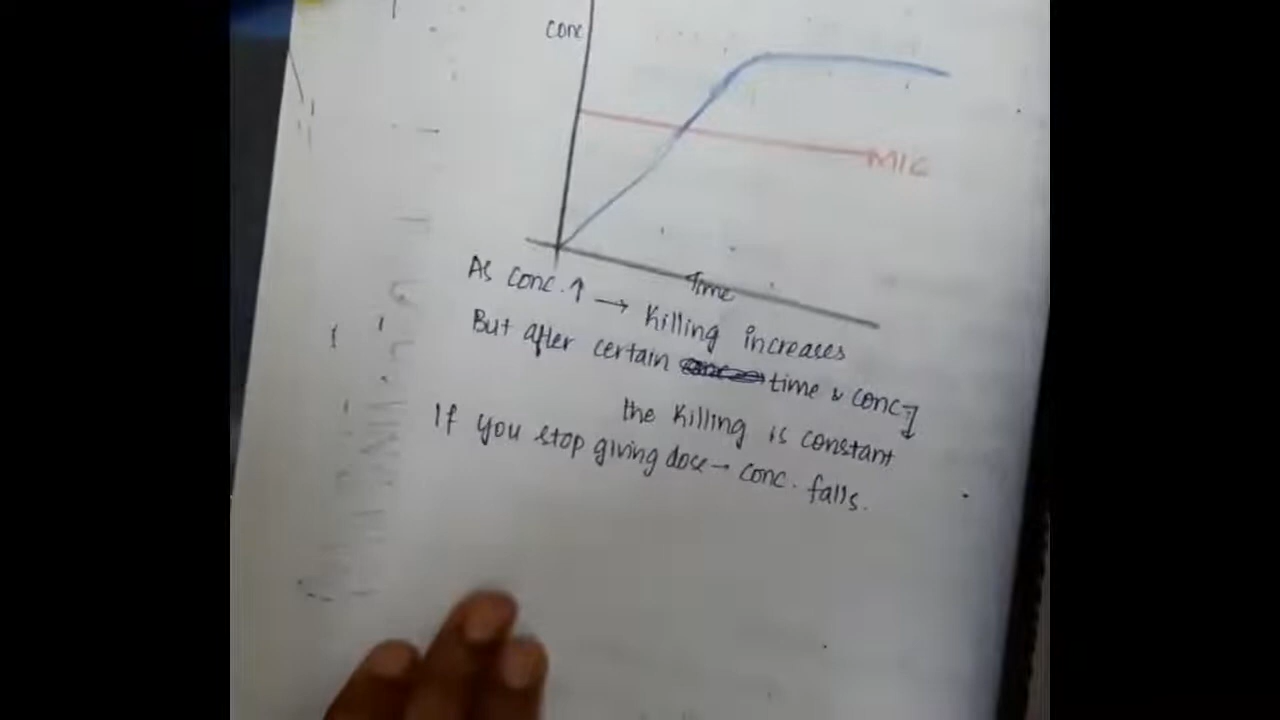 Conc
MIC
Time
As conc. ↑ → Killing increases
But after certain time & conc
the killing is constant
If you stop giving dose → conc. falls.